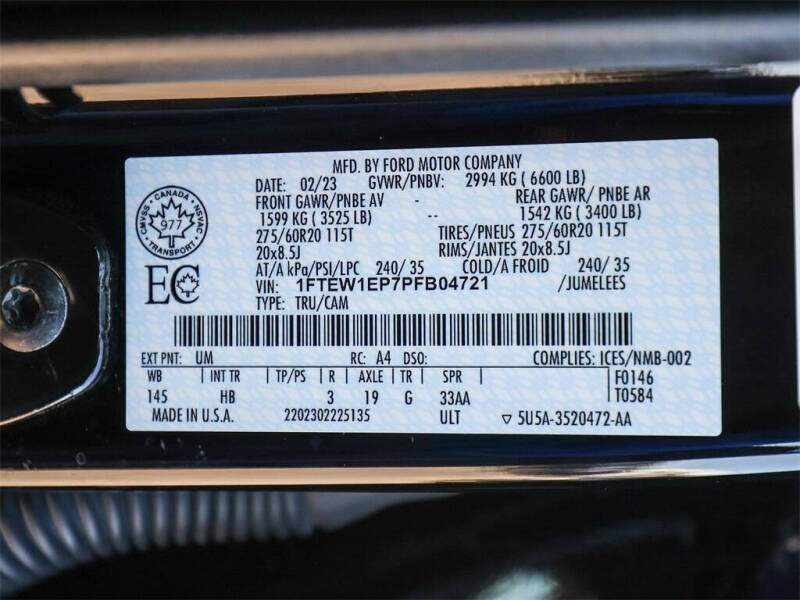 MFD. BY FORD MOTOR COMPANY
DATE: 02/23 GVWR/PNBV: 2994 KG ( 6600 LB)
FRONT GAWR/PNBE AV - REAR GAWR/ PNBE AR
1599 KG ( 3525 LB) -- 1542 KG ( 3400 LB)
275/60R20 115T TIRES/PNEUS 275/60R20 115T
20x8.5J RIMS/JANTES 20x8.5J
AT/A kPa/PSI/LPC 240/ 35 COLD/A FROID 240/ 35
VIN: 1FTEW1EP7PFB04721 /JUMELEES
TYPE: TRU/CAM
CMVSS · CANADA · NSVAC
977
· TRANSPORT ·
EC
EXT PNT: UM RC: A4 DSO: COMPLIES: ICES/NMB-002
WB INT TR TP/PS R AXLE TR SPR F0146
145 HB 3 19 G 33AA T0584
MADE IN U.S.A. 2202302225135 ULT ▽ 5U5A-3520472-AA